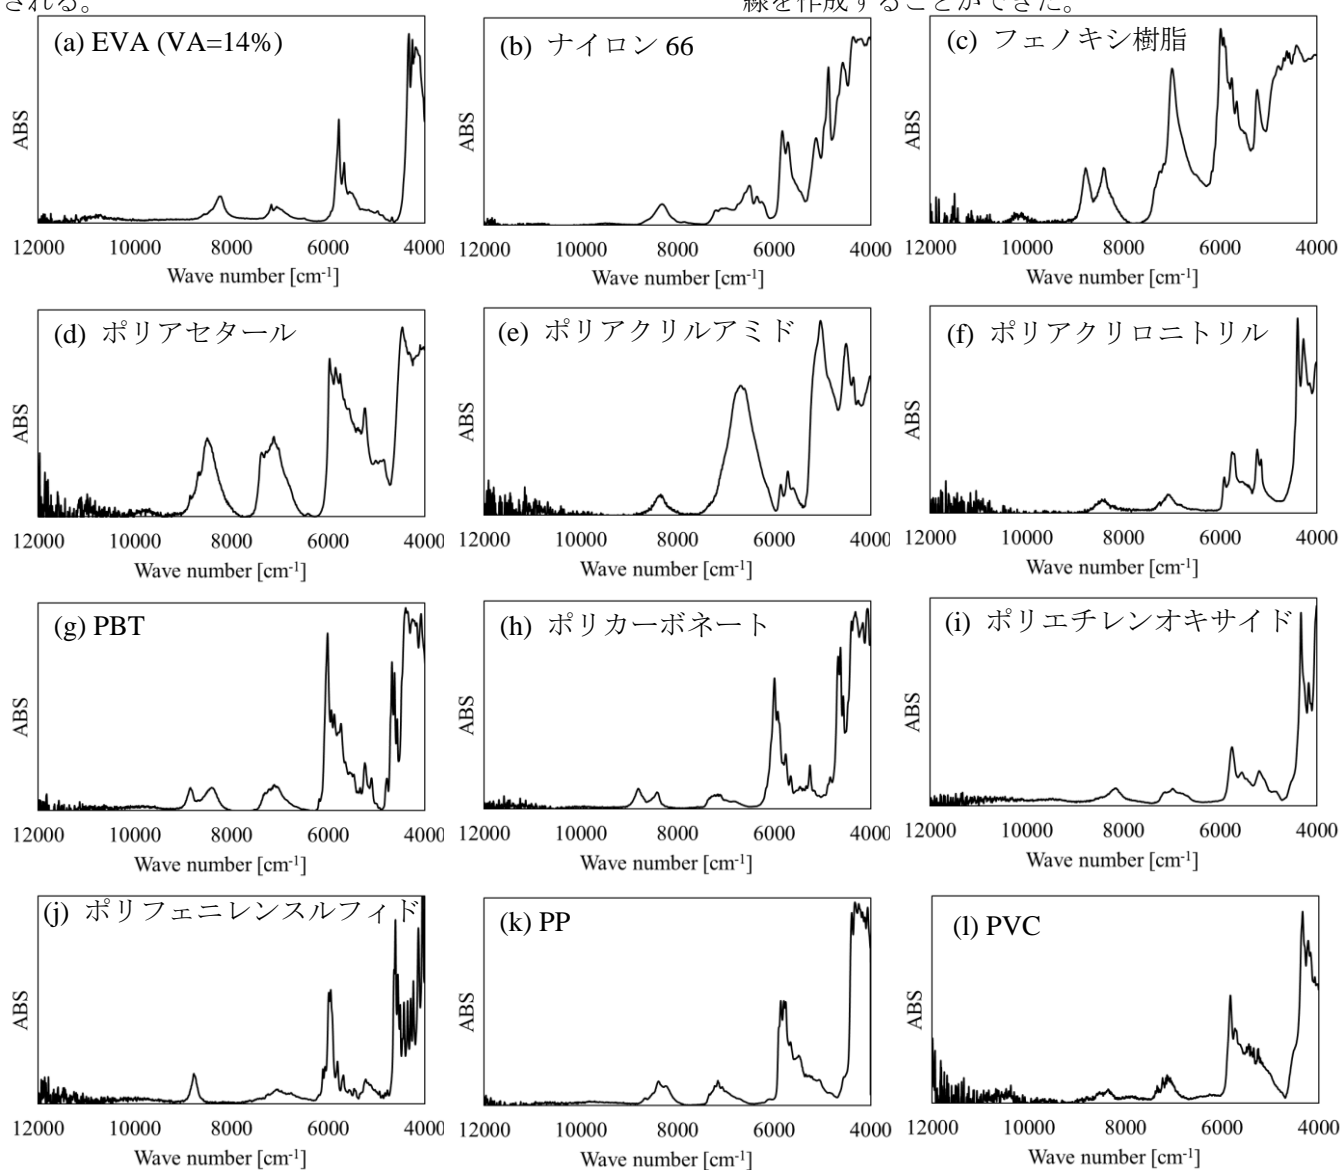 される。
線を作成することができた。
(a) EVA (VA=14%)
ABS
12000 10000 8000 6000 4000
Wave number [cm-1]
(b) ナイロン 66
ABS
12000 10000 8000 6000 4000
Wave number [cm-1]
(c) フェノキシ樹脂
ABS
12000 10000 8000 6000 4000
Wave number [cm-1]
(d) ポリアセタール
ABS
12000 10000 8000 6000 4000
Wave number [cm-1]
(e) ポリアクリルアミド
ABS
12000 10000 8000 6000 4000
Wave number [cm-1]
(f) ポリアクリロニトリル
ABS
12000 10000 8000 6000 4000
Wave number [cm-1]
(g) PBT
ABS
12000 10000 8000 6000 4000
Wave number [cm-1]
(h) ポリカーボネート
ABS
12000 10000 8000 6000 4000
Wave number [cm-1]
(i) ポリエチレンオキサイド
ABS
12000 10000 8000 6000 4000
Wave number [cm-1]
(j) ポリフェニレンスルフィド
ABS
12000 10000 8000 6000 4000
Wave number [cm-1]
(k) PP
ABS
12000 10000 8000 6000 4000
Wave number [cm-1]
(l) PVC
ABS
12000 10000 8000 6000 4000
Wave number [cm-1]